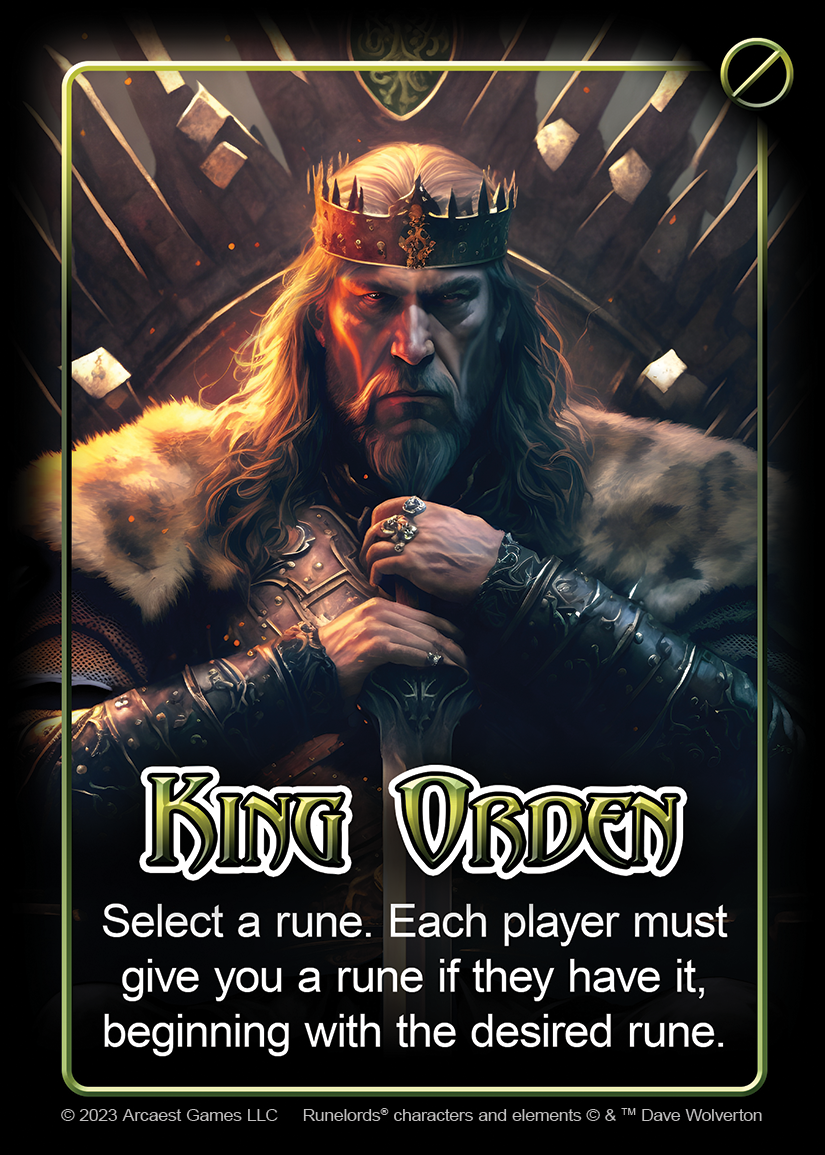 King Orden
Select a rune. Each player must
give you a rune if they have it,
beginning with the desired rune.
© 2023 Arcaest Games LLC Runelords® characters and elements © & ™ Dave Wolverton